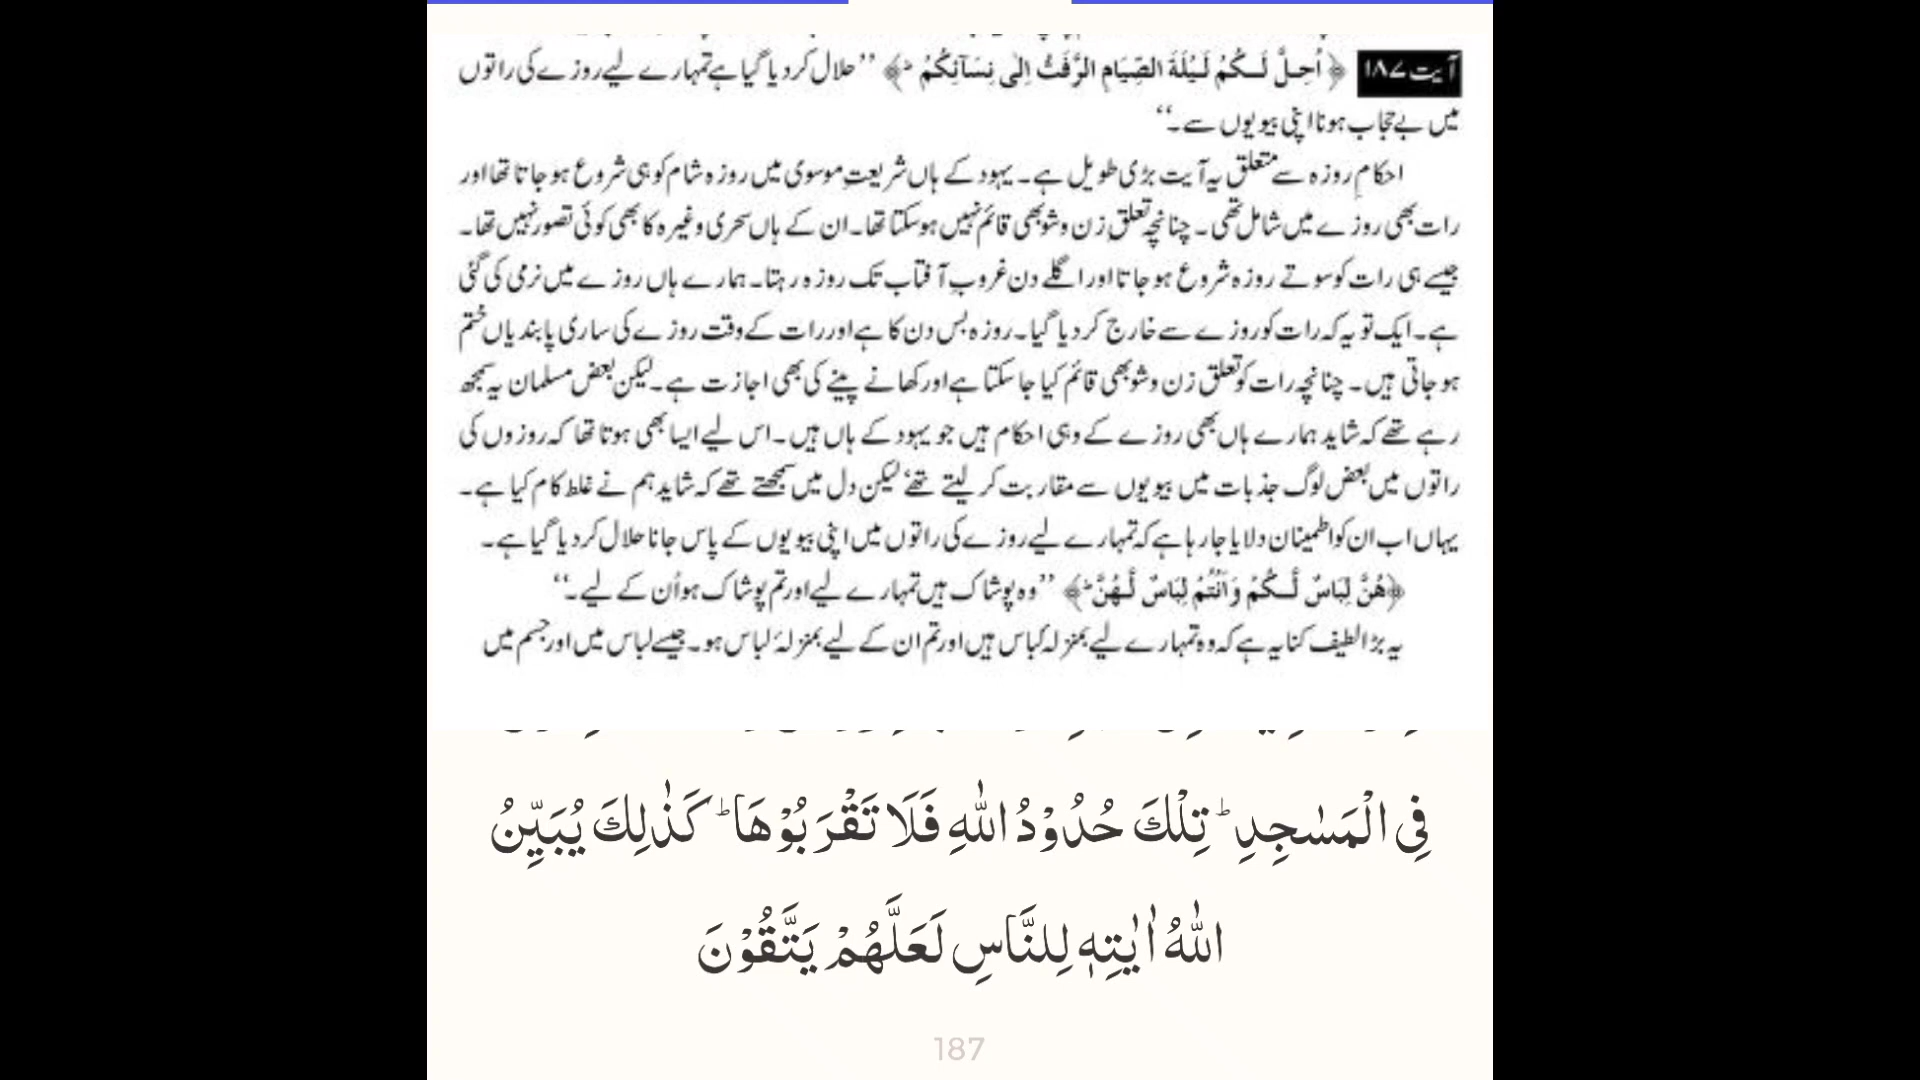 آیت ۱۸۷ ﴿اُحِلَّ لَـکُمْ لَـیْلَةَ الصِّیَامِ الرَّفَثُ اِلٰی نِسَآئِکُمْ ؕ﴾ ’’حلال کر دیا گیا ہے تمہارے لیے روزے کی راتوں
میں بے حجاب ہونا اپنی بیویوں سے۔‘‘
احکامِ روزہ سے متعلق یہ آیت بڑی طویل ہے۔ یہود کے ہاں شریعتِ موسوی میں روزہ شام کو ہی شروع ہو جاتا تھا اور
رات بھی روزے میں شامل تھی۔ چنانچہ تعلقِ زن و شو بھی قائم نہیں ہو سکتا تھا۔ ان کے ہاں سحری وغیرہ کا بھی کوئی تصور نہیں تھا۔
جیسے ہی رات کو سوتے روزہ شروع ہو جاتا اور اگلے دن غروبِ آفتاب تک روزہ رہتا۔ ہمارے ہاں روزے میں نرمی کی گئی
ہے۔ ایک تو یہ کہ رات کو روزے سے خارج کر دیا گیا۔ روزہ بس دن کا ہے اور رات کے وقت روزے کی ساری پابندیاں ختم
ہو جاتی ہیں۔ چنانچہ رات کو تعلق زن و شو بھی قائم کیا جا سکتا ہے اور کھانے پینے کی بھی اجازت ہے۔ لیکن بعض مسلمان یہ سمجھ
رہے تھے کہ شاید ہمارے ہاں بھی روزے کے وہی احکام ہیں جو یہود کے ہاں ہیں۔ اس لیے ایسا بھی ہوتا تھا کہ روزوں کی
راتوں میں بعض لوگ جذبات میں بیویوں سے مقاربت کر لیتے تھے‘ لیکن دل میں سمجھتے تھے کہ شاید ہم نے غلط کام کیا ہے۔
یہاں اب ان کو اطمینان دلایا جا رہا ہے کہ تمہارے لیے روزے کی راتوں میں اپنی بیویوں کے پاس جانا حلال کر دیا گیا ہے۔
﴿ھُنَّ لِبَاسٌ لَّـکُمْ وَاَنْتُمْ لِبَاسٌ لَّـھُنَّ ؕ﴾ ’’وہ پوشاک ہیں تمہارے لیے اور تم پوشاک ہو اُن کے لیے۔‘‘
یہ بڑا لطیف کنایہ ہے کہ وہ تمہارے لیے بمنزلہ لباس ہیں اور تم ان کے لیے بمنزلۂ لباس ہو۔ جیسے لباس میں اور جسم میں
فِی الْمَسٰجِدِ ؕ تِلْكَ حُدُوْدُ اللّٰهِ فَلَا تَقْرَبُوْهَا ؕ كَذٰلِكَ یُبَیِّنُ
اللّٰهُ اٰیٰتِهٖ لِلنَّاسِ لَعَلَّهُمْ یَتَّقُوْنَ
187